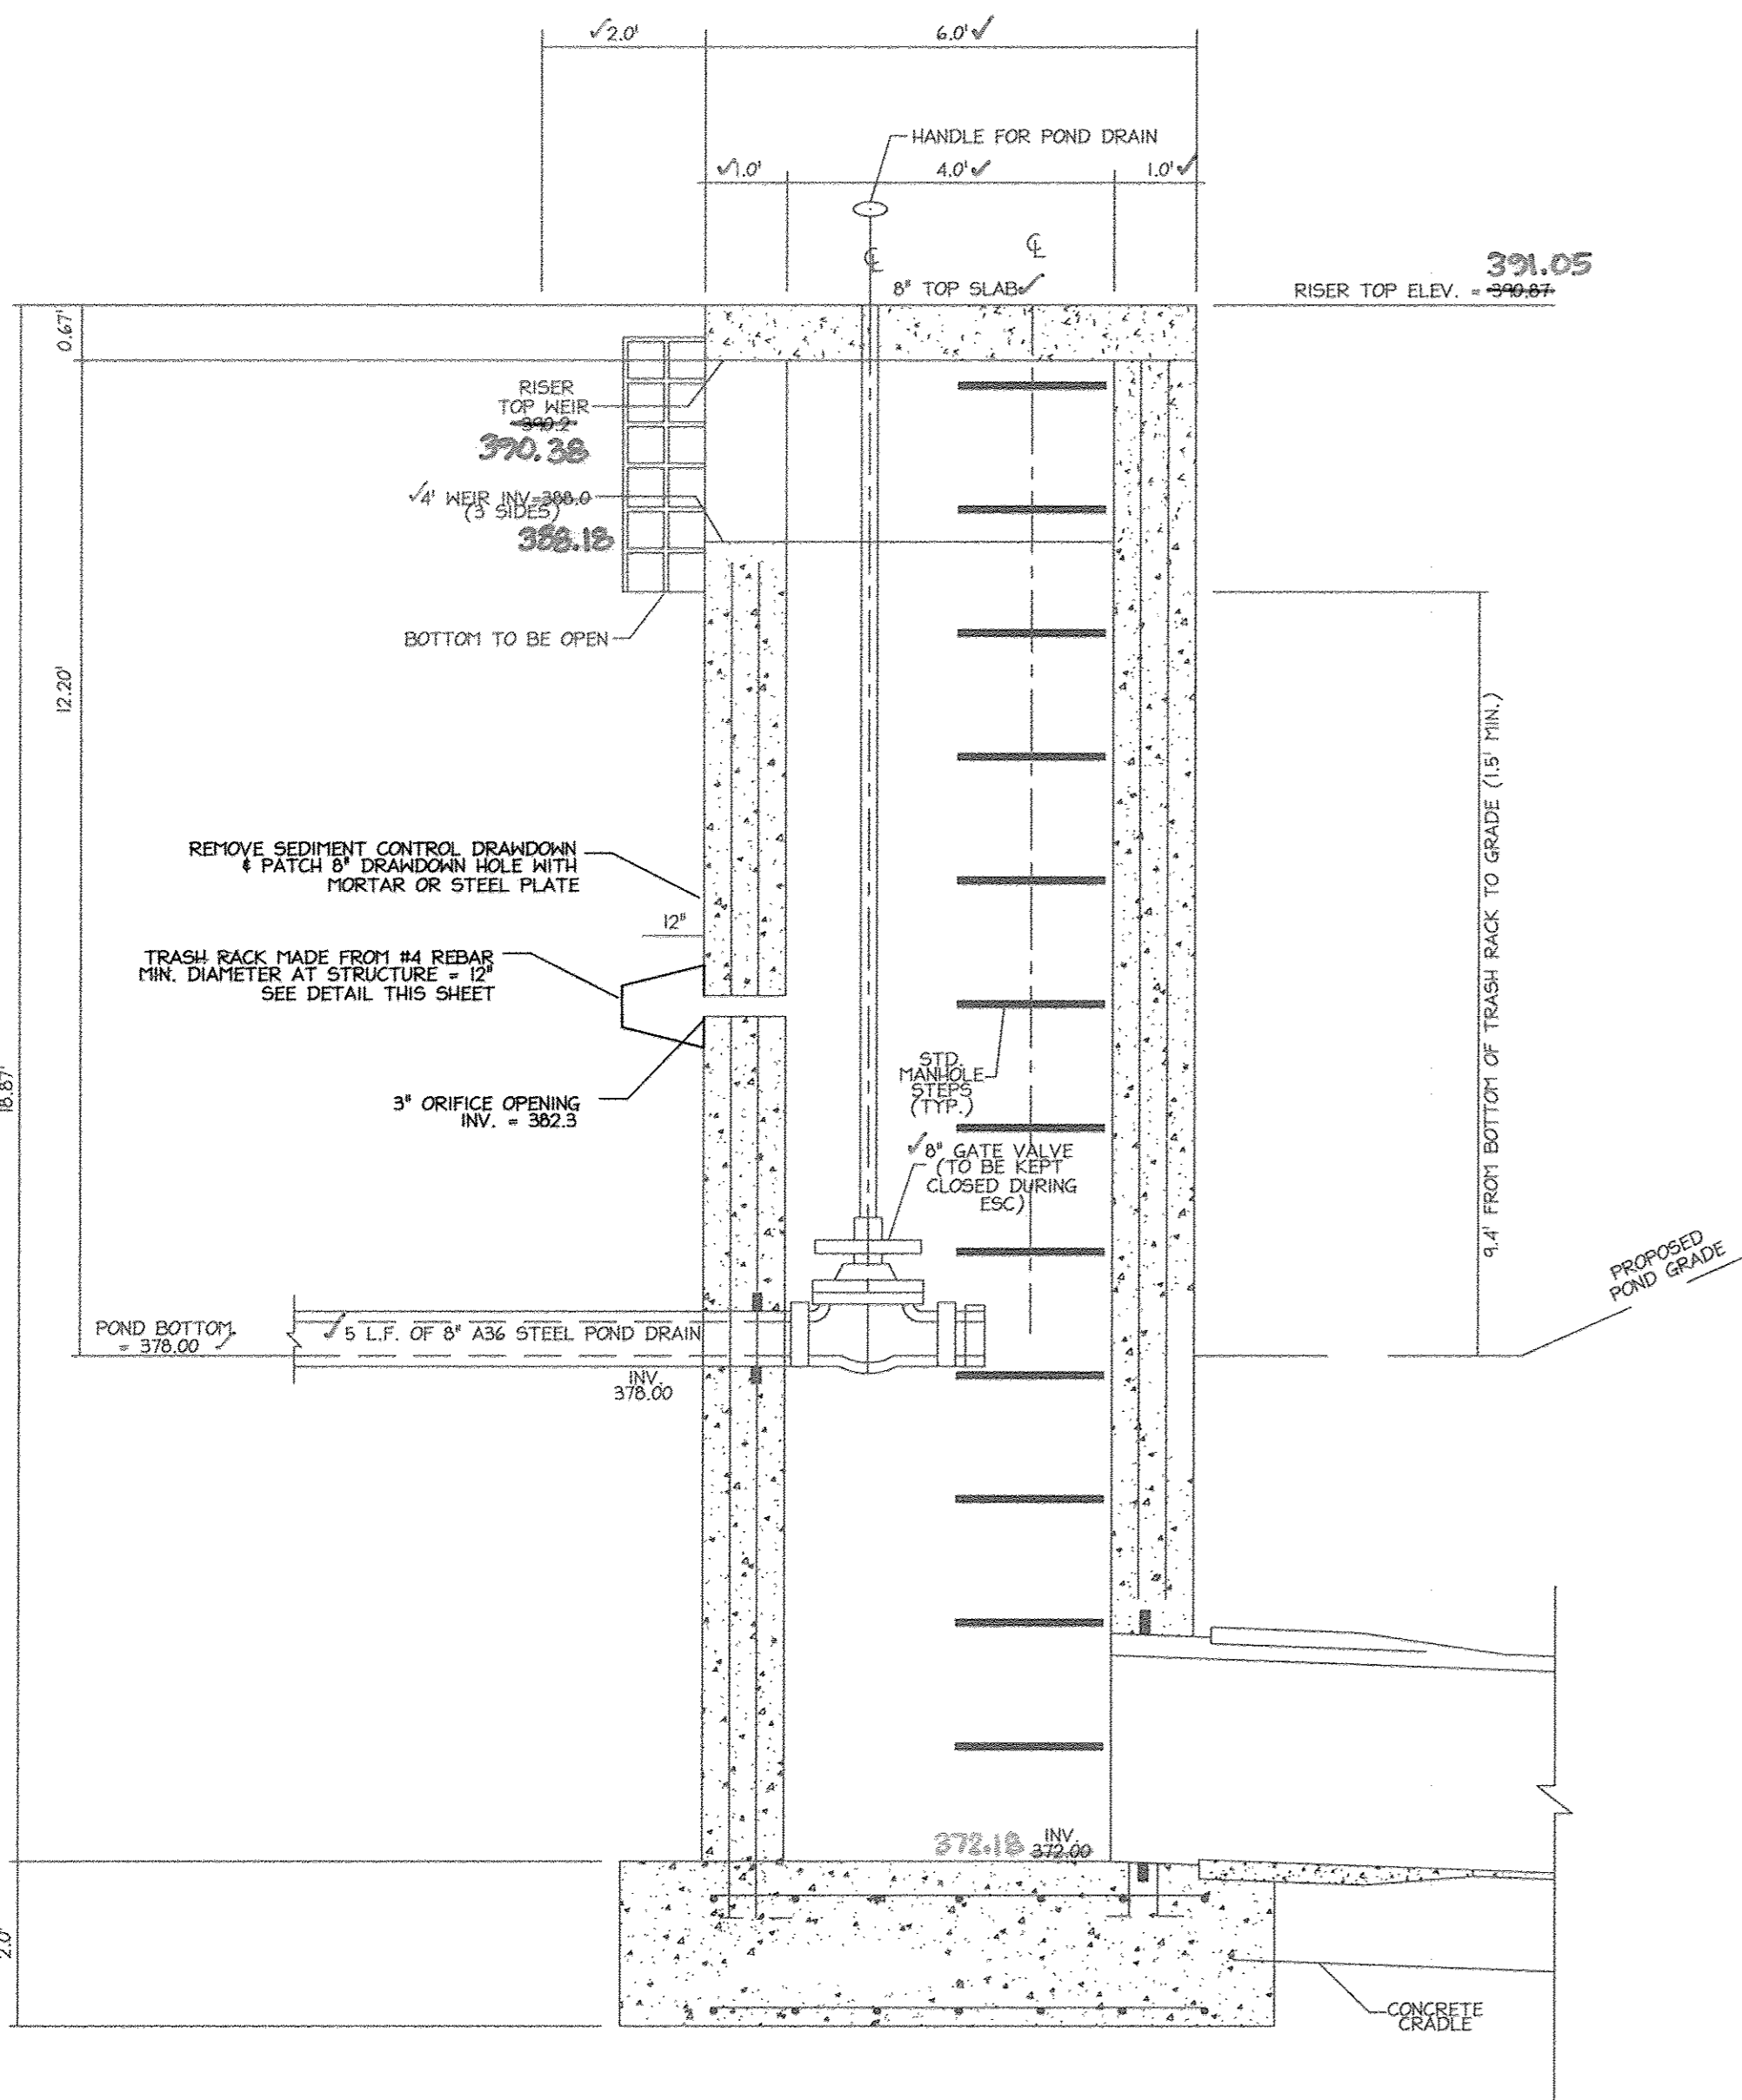 ✓2.0'
6.0'✓
HANDLE FOR POND DRAIN
✓1.0'
4.0'✓
1.0'✓
℄
℄
8" TOP SLAB✓
391.05
RISER TOP ELEV. = 390.87
0.67'
RISER
TOP WEIR
390.2
390.38
✓4' WEIR INV=388.0
(3 SIDES)
388.18
BOTTOM TO BE OPEN
12.20'
9.4' FROM BOTTOM OF TRASH RACK TO GRADE (1.5' MIN.)
REMOVE SEDIMENT CONTROL DRAWDOWN
& PATCH 8" DRAWDOWN HOLE WITH
MORTAR OR STEEL PLATE
12"
TRASH RACK MADE FROM #4 REBAR
MIN. DIAMETER AT STRUCTURE = 12"
SEE DETAIL THIS SHEET
18.87'
STD.
MANHOLE
STEPS
(TYP.)
3" ORIFICE OPENING
INV. = 382.3
✓8" GATE VALVE
(TO BE KEPT
CLOSED DURING
ESC)
PROPOSED
POND GRADE
POND BOTTOM
= 378.00 ✓
✓ 5 L.F. OF 8" A36 STEEL POND DRAIN
INV.
378.00
372.18
INV.
372.00
2.0'
CONCRETE
CRADLE